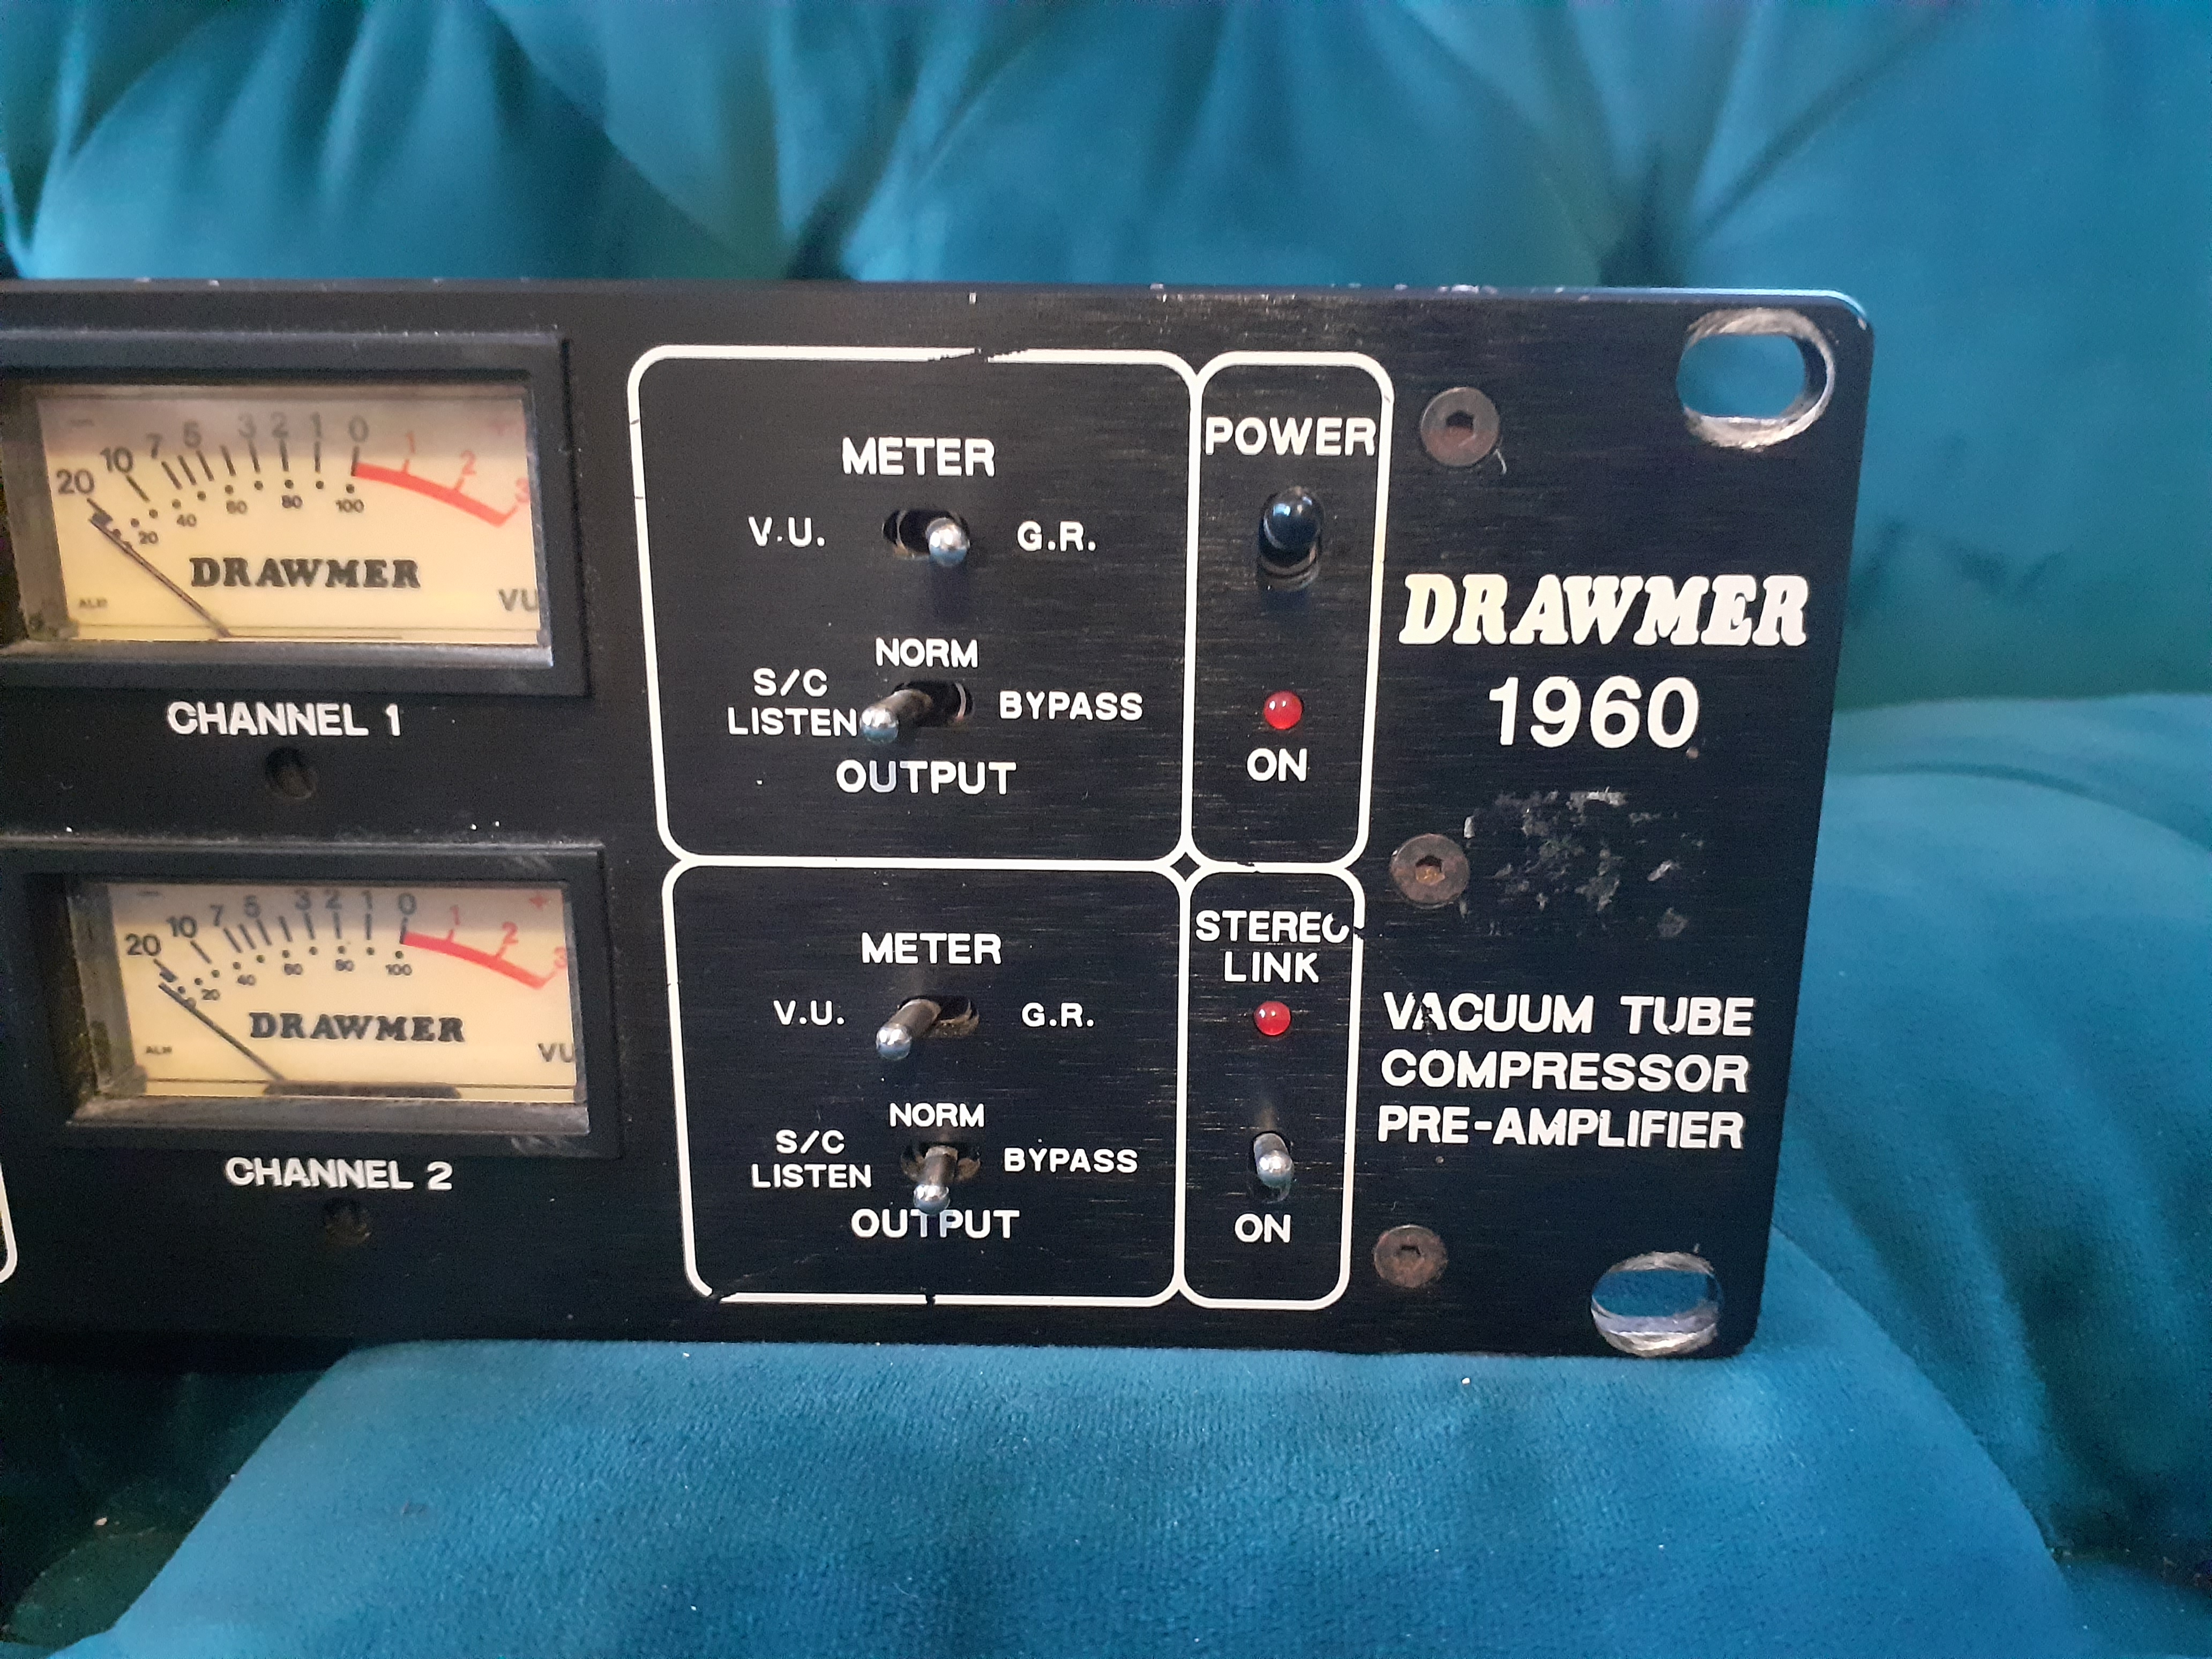 - 20 10 7 5 3 2 1 0 1 2 3 +
20 40 60 80 100
DRAWMER
VU
CHANNEL 1
METER
V.U. G.R.
NORM
S/C
LISTEN BYPASS
OUTPUT
POWER
ON
DRAWMER
1960
- 20 10 7 5 3 2 1 0 1 2 3 +
20 40 60 80 100
DRAWMER
VU
CHANNEL 2
METER
V.U. G.R.
NORM
S/C
LISTEN BYPASS
OUTPUT
STEREO
LINK
ON
VACUUM TUBE
COMPRESSOR
PRE-AMPLIFIER